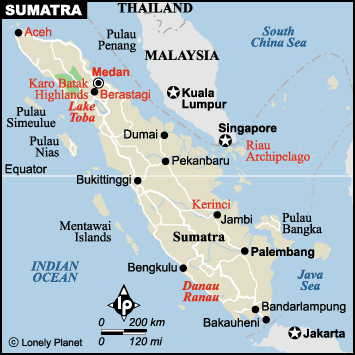 SUMATRA
THAILAND
Aceh
Pulau
Penang
South
China Sea
MALAYSIA
Medan
Karo Batak
Highlands
Berastagi
Lake
Toba
Kuala
Lumpur
Pulau
Simeulue
Pulau
Nias
Dumai
Singapore
Riau
Archipelago
Pekanbaru
Equator
Bukittinggi
Kerinci
Jambi
Pulau
Bangka
Mentawai
Islands
Sumatra
Palembang
INDIAN
OCEAN
Bengkulu
Danau
Ranau
Java
Sea
lp
Bandarlampung
Bakauheni
Jakarta
0 200 km
0 120 mi
© Lonely Planet